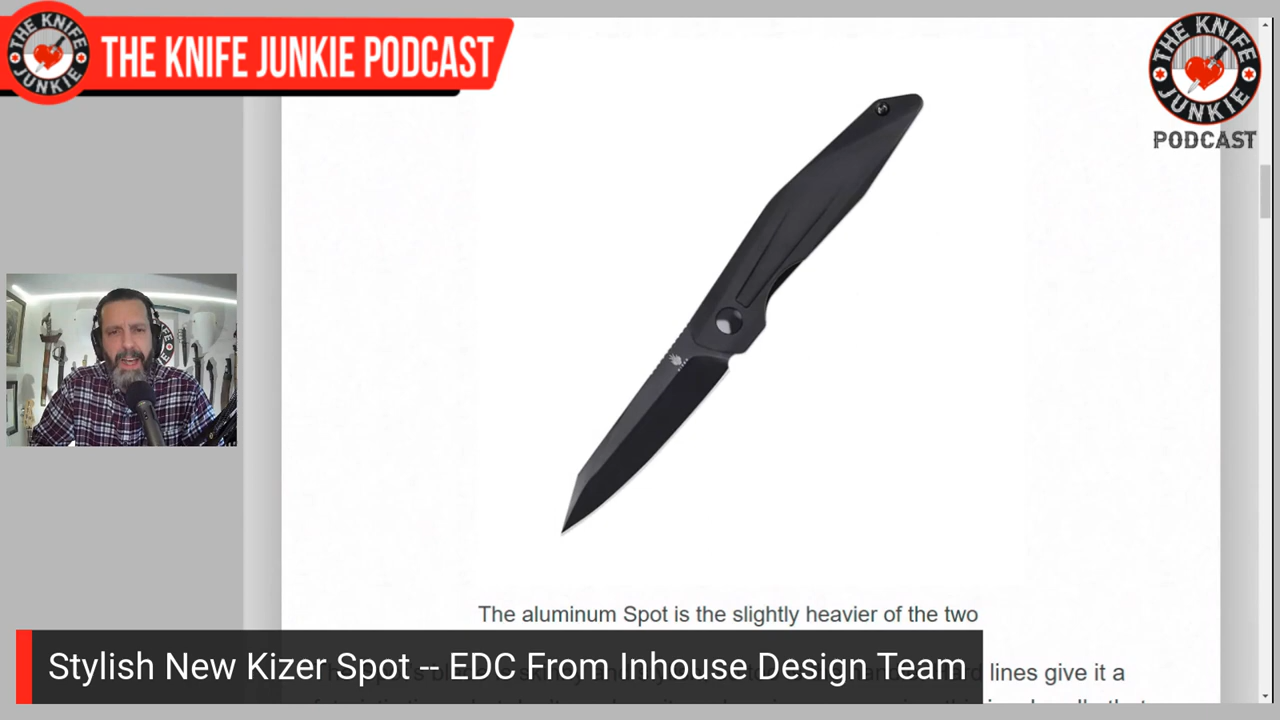 THE KNIFE JUNKIE
THE KNIFE JUNKIE PODCAST
THE KNIFE JUNKIE
PODCAST
The aluminum Spot is the slightly heavier of the two
Stylish New Kizer Spot -- EDC From Inhouse Design Team
lines give it a